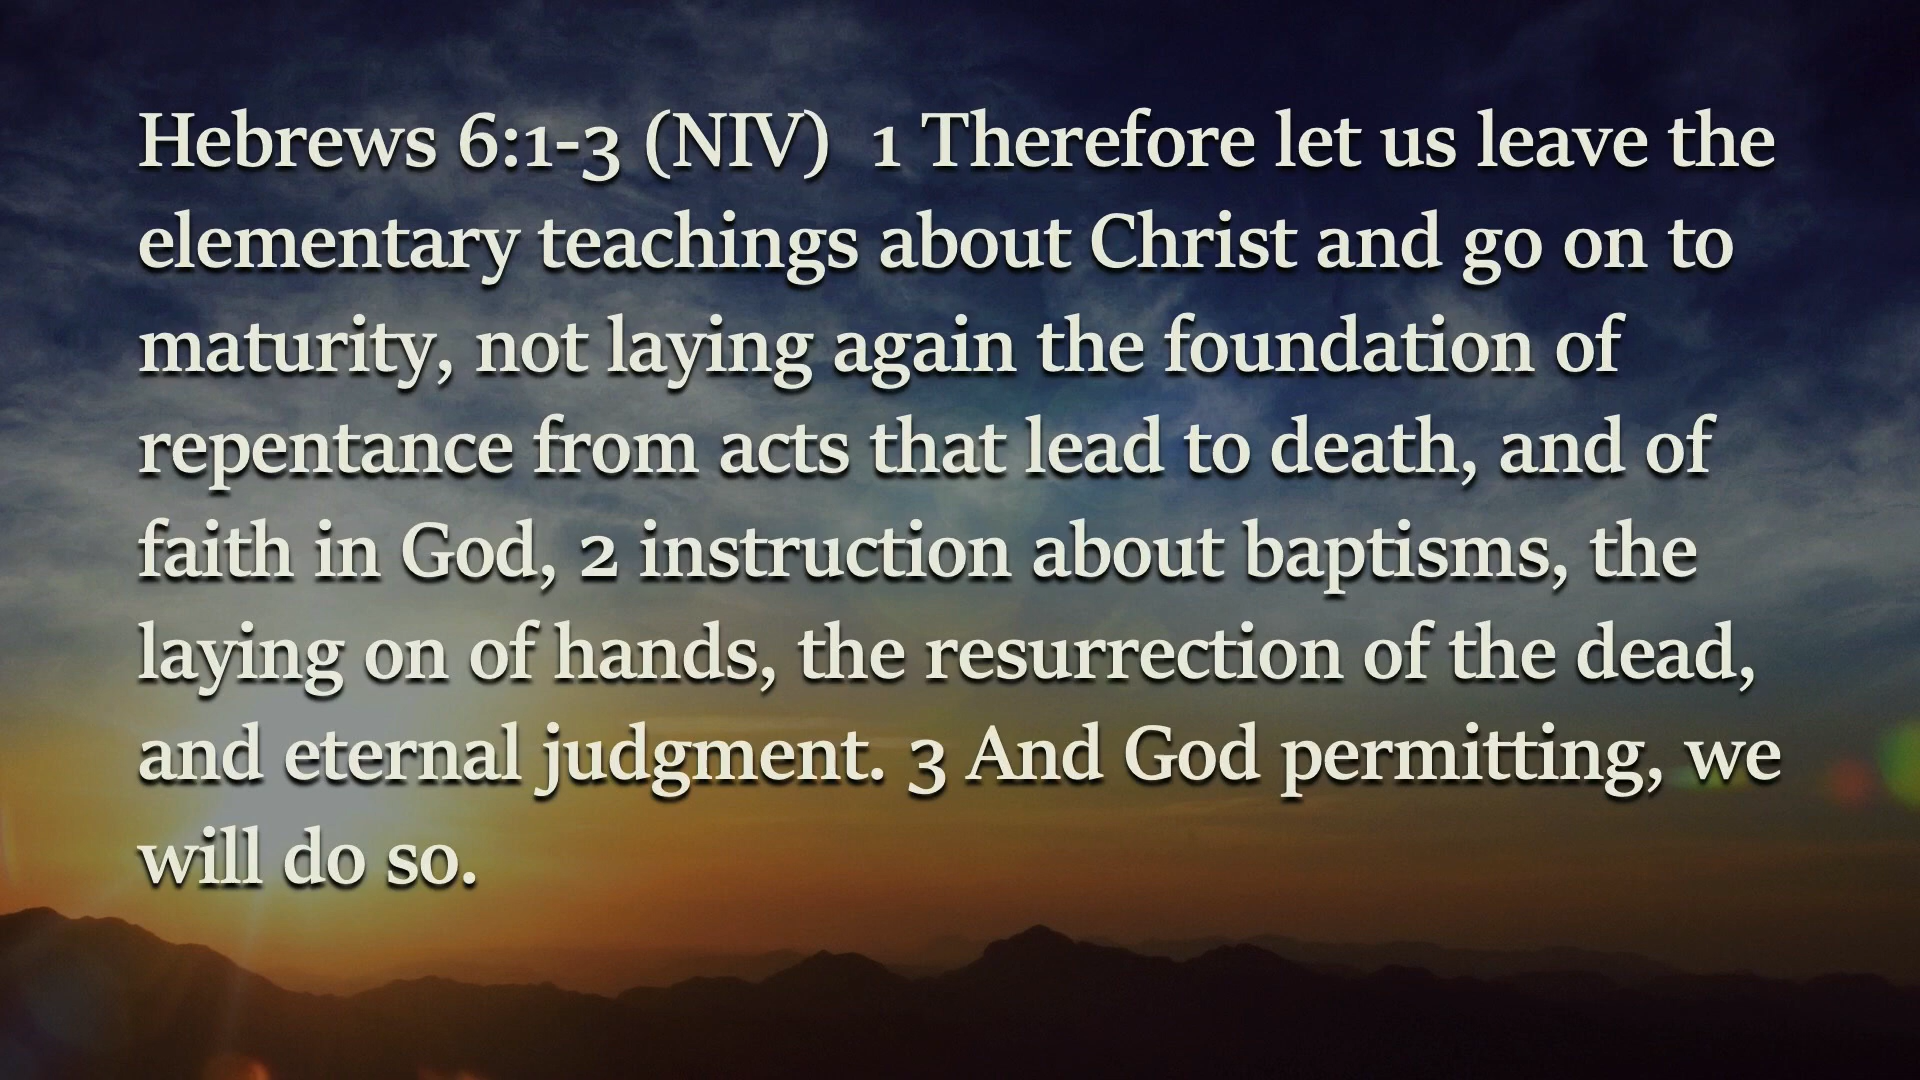 Hebrews 6:1-3 (NIV)  1 Therefore let us leave the
elementary teachings about Christ and go on to
maturity, not laying again the foundation of
repentance from acts that lead to death, and of
faith in God, 2 instruction about baptisms, the
laying on of hands, the resurrection of the dead,
and eternal judgment. 3 And God permitting, we
will do so.